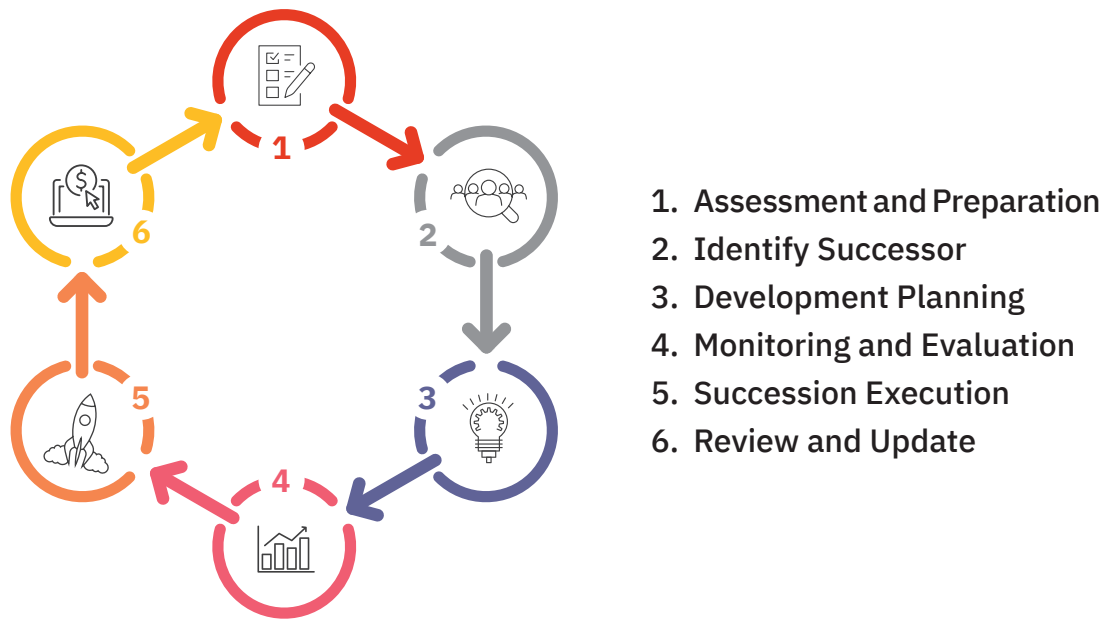 1
2
3
4
5
6
$
1. Assessment and Preparation
2. Identify Successor
3. Development Planning
4. Monitoring and Evaluation
5. Succession Execution
6. Review and Update